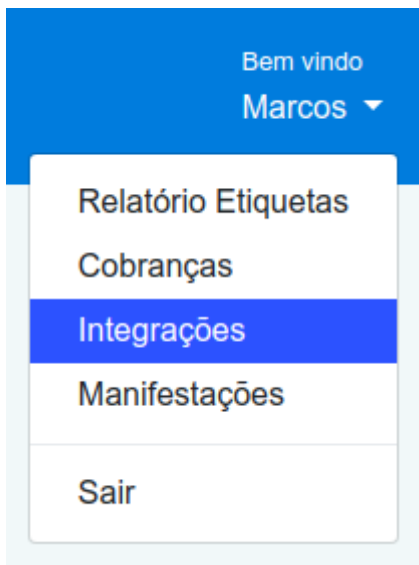 Bem vindo
Marcos
Relatório Etiquetas
Cobranças
Integrações
Manifestações
Sair